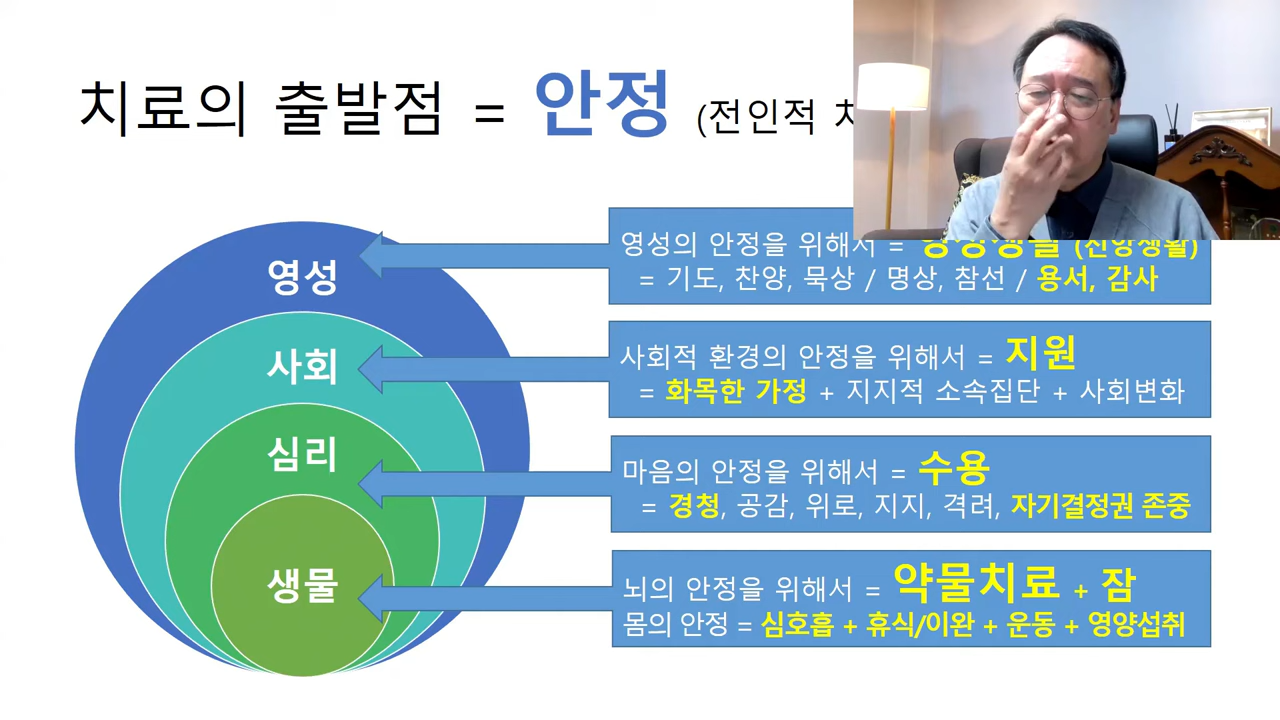 치료의 출발점 = 안정 (전인적
영성
사회
심리
생물
영성의 안정을 위해서 =
= 기도, 찬양, 묵상 / 명상, 참선 / 용서, 감사
사회적 환경의 안정을 위해서 = 지원
= 화목한 가정 + 지지적 소속집단 + 사회변화
마음의 안정을 위해서 = 수용
= 경청, 공감, 위로, 지지, 격려, 자기결정권 존중
뇌의 안정을 위해서 = 약물치료 + 잠
몸의 안정 = 심호흡 + 휴식/이완 + 운동 + 영양섭취